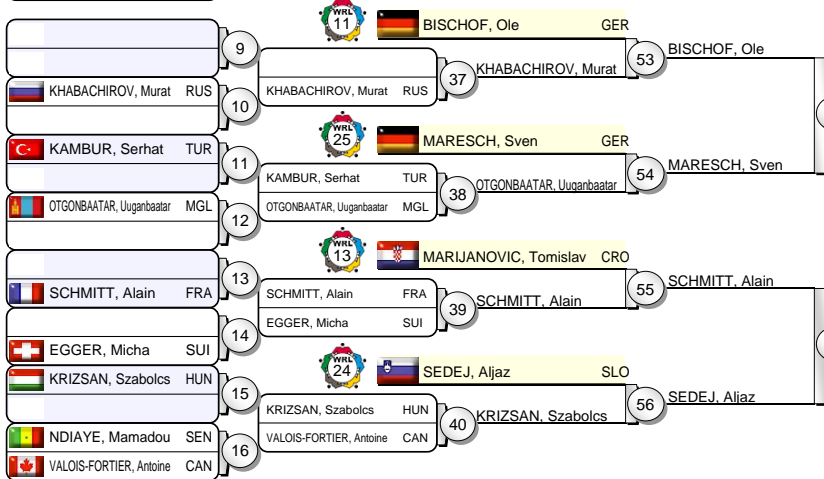 WRL 11 BISCHOF, Ole GER
9
53 BISCHOF, Ole
KHABACHIROV, Murat RUS
KHABACHIROV, Murat RUS
37 KHABACHIROV, Murat
10
WRL 25 MARESCH, Sven GER
KAMBUR, Serhat TUR
11
54 MARESCH, Sven
KAMBUR, Serhat TUR
OTGONBAATAR, Uuganbaatar MGL
38 OTGONBAATAR, Uuganbaatar
OTGONBAATAR, Uuganbaatar MGL
12
WRL 13 MARIJANOVIC, Tomislav CRO
13
55 SCHMITT, Alain
SCHMITT, Alain FRA
SCHMITT, Alain FRA
39 SCHMITT, Alain
EGGER, Micha SUI
14
EGGER, Micha SUI
WRL 24 SEDEJ, Aljaz SLO
KRIZSAN, Szabolcs HUN
15
56 SEDEJ, Aljaz
KRIZSAN, Szabolcs HUN
40 KRIZSAN, Szabolcs
VALOIS-FORTIER, Antoine CAN
NDIAYE, Mamadou SEN
16
VALOIS-FORTIER, Antoine CAN